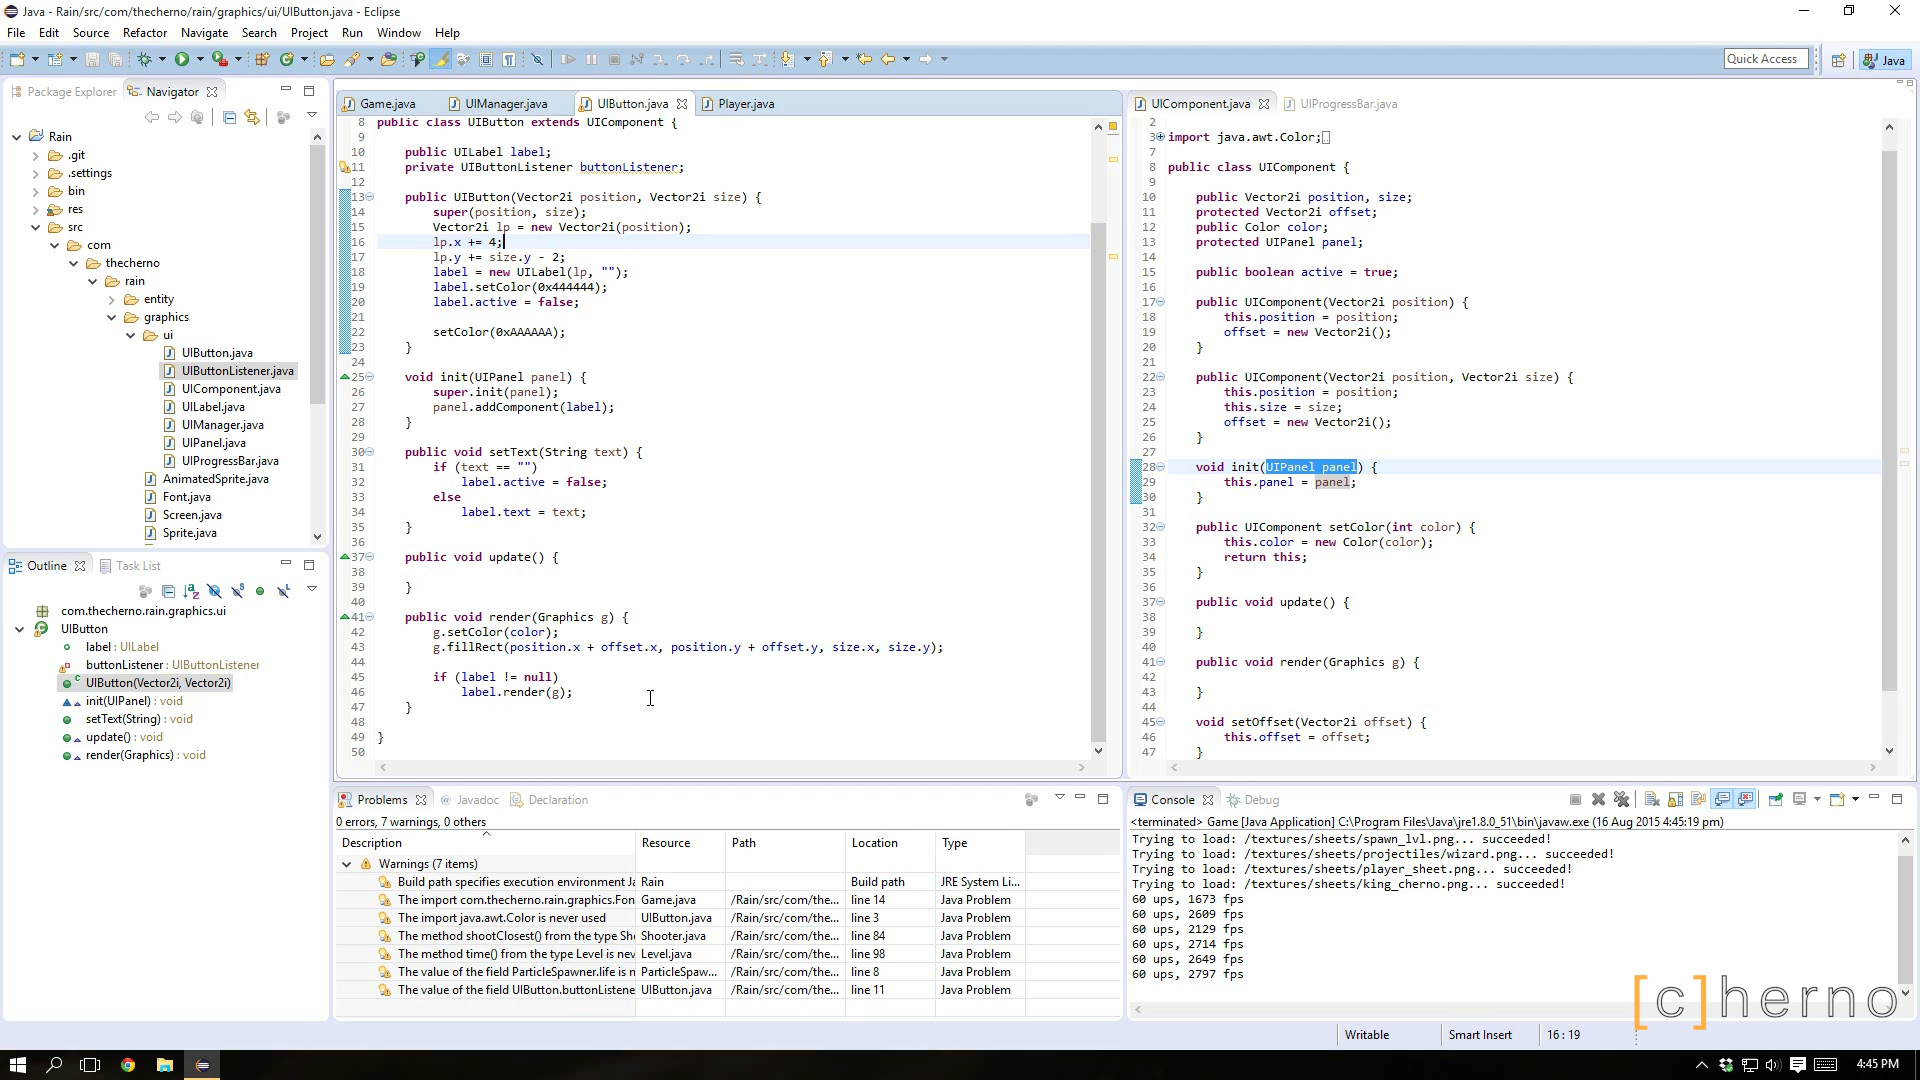 Java - Rain/src/com/thecherno/rain/graphics/ui/UIButton.java - Eclipse
File Edit Source Refactor Navigate Search Project Run Window Help
Quick Access
Java
Package Explorer Navigator
Rain
.git
.settings
bin
res
src
com
thecherno
rain
entity
graphics
ui
UIButton.java
UIButtonListener.java
UIComponent.java
UILabel.java
UIManager.java
UIPanel.java
UIProgressBar.java
AnimatedSprite.java
Font.java
Screen.java
Sprite.java
Outline Task List
com.thecherno.rain.graphics.ui
UIButton
label : UILabel
buttonListener : UIButtonListener
UIButton(Vector2i, Vector2i)
init(UIPanel) : void
setText(String) : void
update() : void
render(Graphics) : void
Game.java UIManager.java UIButton.java Player.java
8 public class UIButton extends UIComponent {
9
10 public UILabel label;
11 private UIButtonListener buttonListener;
12
13 public UIButton(Vector2i position, Vector2i size) {
14 super(position, size);
15 Vector2i lp = new Vector2i(position);
16 lp.x += 4;
17 lp.y += size.y - 2;
18 label = new UILabel(lp, "");
19 label.setColor(0x444444);
20 label.active = false;
21
22 setColor(0xAAAAAA);
23 }
24
25 void init(UIPanel panel) {
26 super.init(panel);
27 panel.addComponent(label);
28 }
29
30 public void setText(String text) {
31 if (text == "")
32 label.active = false;
33 else
34 label.text = text;
35 }
36
37 public void update() {
38
39 }
40
41 public void render(Graphics g) {
42 g.setColor(color);
43 g.fillRect(position.x + offset.x, position.y + offset.y, size.x, size.y);
44
45 if (label != null)
46 label.render(g);
47 }
48
49 }
50
UIComponent.java UIProgressBar.java
2
3 import java.awt.Color;
7
8 public class UIComponent {
9
10 public Vector2i position, size;
11 protected Vector2i offset;
12 public Color color;
13 protected UIPanel panel;
14
15 public boolean active = true;
16
17 public UIComponent(Vector2i position) {
18 this.position = position;
19 offset = new Vector2i();
20 }
21
22 public UIComponent(Vector2i position, Vector2i size) {
23 this.position = position;
24 this.size = size;
25 offset = new Vector2i();
26 }
27
28 void init(UIPanel panel) {
29 this.panel = panel;
30 }
31
32 public UIComponent setColor(int color) {
33 this.color = new Color(color);
34 return this;
35 }
36
37 public void update() {
38
39 }
40
41 public void render(Graphics g) {
42
43 }
44
45 void setOffset(Vector2i offset) {
46 this.offset = offset;
47 }
Problems Javadoc Declaration
0 errors, 7 warnings, 0 others
Description Resource Path Location Type
Warnings (7 items)
Build path specifies execution environment Ja Rain Build path JRE System Li...
The import com.thecherno.rain.graphics.Fon Game.java /Rain/src/com/the... line 14 Java Problem
The import java.awt.Color is never used UIButton.java /Rain/src/com/the... line 3 Java Problem
The method shootClosest() from the type Sho Shooter.java /Rain/src/com/the... line 84 Java Problem
The method time() from the type Level is nev Level.java /Rain/src/com/the... line 98 Java Problem
The value of the field ParticleSpawner.life is n ParticleSpaw... /Rain/src/com/the... line 8 Java Problem
The value of the field UIButton.buttonListene UIButton.java /Rain/src/com/the... line 11 Java Problem
Console Debug
<terminated> Game [Java Application] C:\Program Files\Java\jre1.8.0_51\bin\javaw.exe (16 Aug 2015 4:45:19 pm)
Trying to load: /textures/sheets/spawn_lvl.png... succeeded!
Trying to load: /textures/sheets/projectiles/wizard.png... succeeded!
Trying to load: /textures/sheets/player_sheet.png... succeeded!
Trying to load: /textures/sheets/king_cherno.png... succeeded!
60 ups, 1673 fps
60 ups, 2609 fps
60 ups, 2129 fps
60 ups, 2714 fps
60 ups, 2649 fps
60 ups, 2797 fps
[c]herno
Writable Smart Insert 16 : 19
4:45 PM